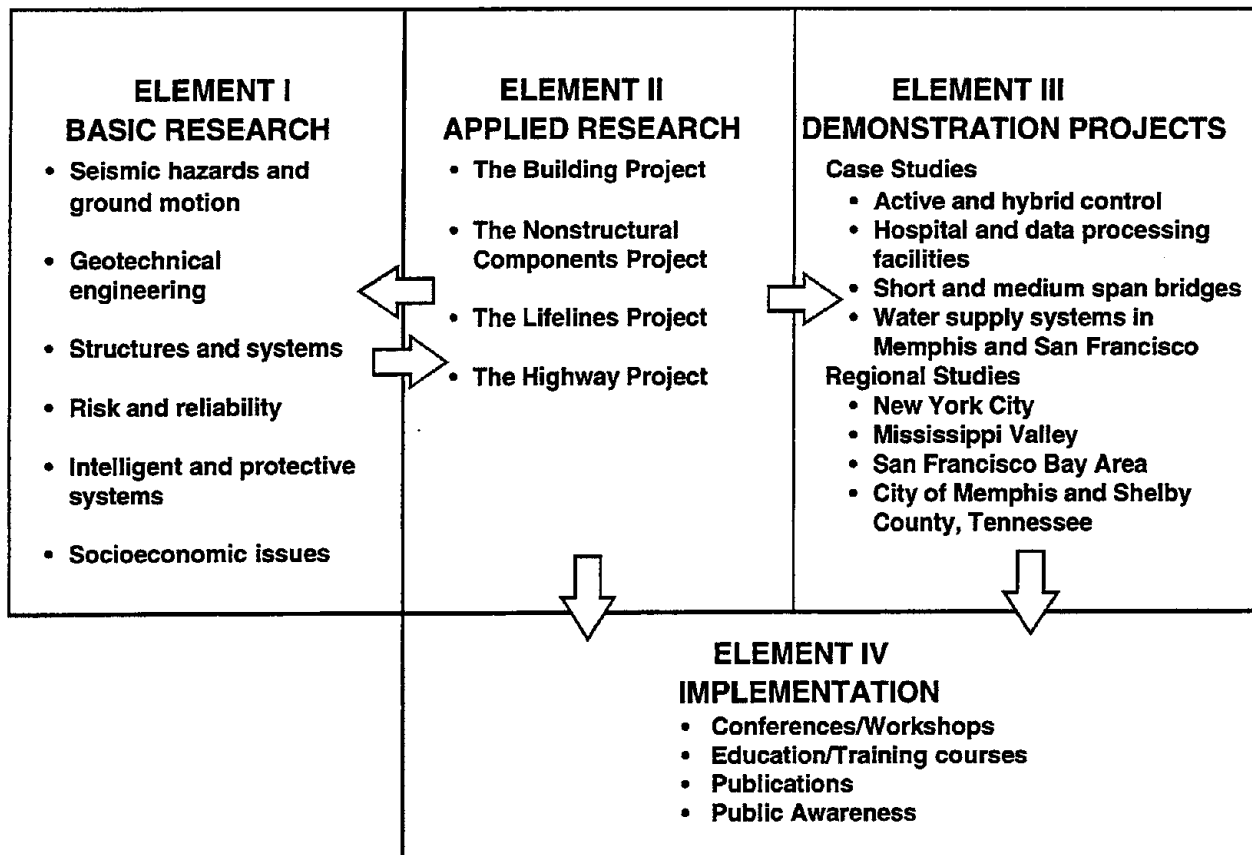 ELEMENT I
BASIC RESEARCH
• Seismic hazards and
ground motion
• Geotechnical
engineering
• Structures and systems
• Risk and reliability
• Intelligent and protective
systems
• Socioeconomic issues
ELEMENT II
APPLIED RESEARCH
• The Building Project
• The Nonstructural
Components Project
• The Lifelines Project
• The Highway Project
ELEMENT III
DEMONSTRATION PROJECTS
Case Studies
• Active and hybrid control
• Hospital and data processing
facilities
• Short and medium span bridges
• Water supply systems in
Memphis and San Francisco
Regional Studies
• New York City
• Mississippi Valley
• San Francisco Bay Area
• City of Memphis and Shelby
County, Tennessee
ELEMENT IV
IMPLEMENTATION
• Conferences/Workshops
• Education/Training courses
• Publications
• Public Awareness